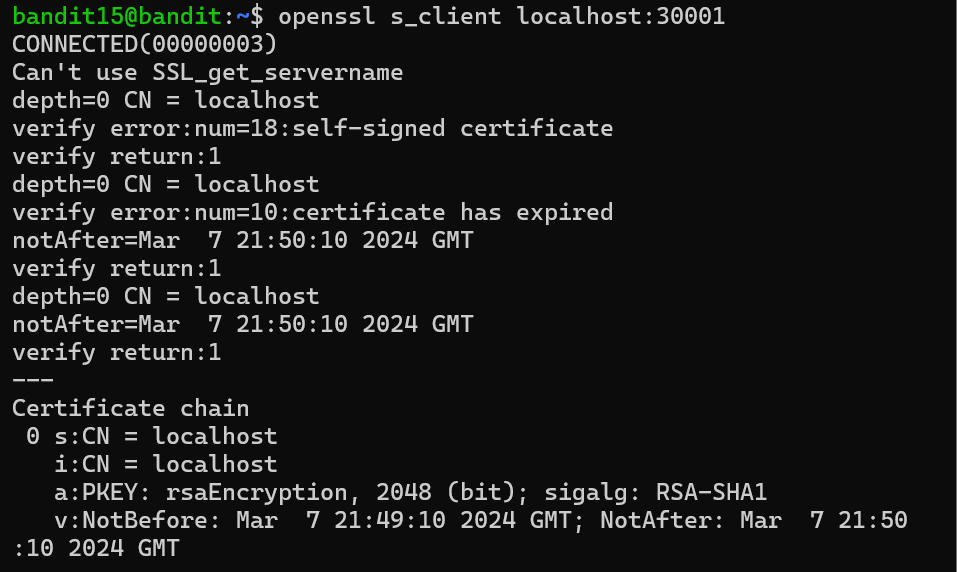 bandit15@bandit:~$ openssl s_client localhost:30001
CONNECTED(00000003)
Can't use SSL_get_servername
depth=0 CN = localhost
verify error:num=18:self-signed certificate
verify return:1
depth=0 CN = localhost
verify error:num=10:certificate has expired
notAfter=Mar  7 21:50:10 2024 GMT
verify return:1
depth=0 CN = localhost
notAfter=Mar  7 21:50:10 2024 GMT
verify return:1
---
Certificate chain
 0 s:CN = localhost
   i:CN = localhost
   a:PKEY: rsaEncryption, 2048 (bit); sigalg: RSA-SHA1
   v:NotBefore: Mar  7 21:49:10 2024 GMT; NotAfter: Mar  7 21:50
:10 2024 GMT